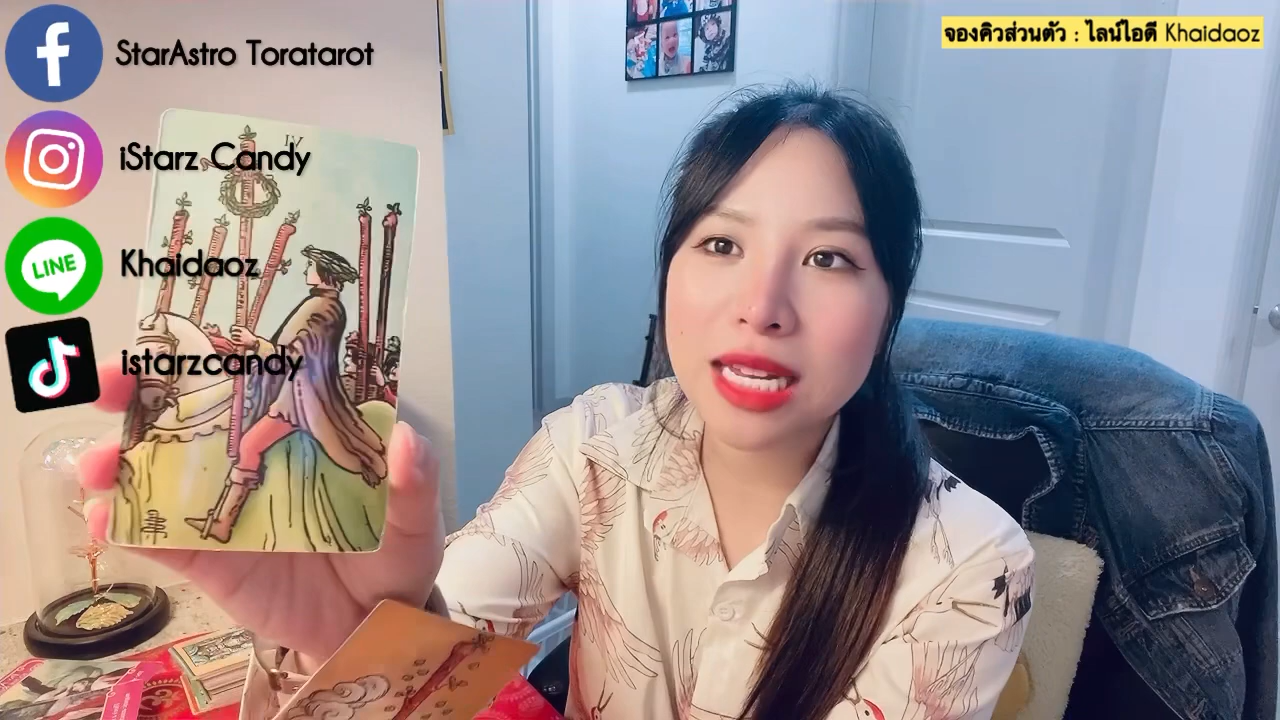 StarAstro Toratarot
iStarz Candy
LINE
Khaidaoz
istarzcandy
จองคิวส่วนตัว : ไลน์ไอดี Khaidaoz